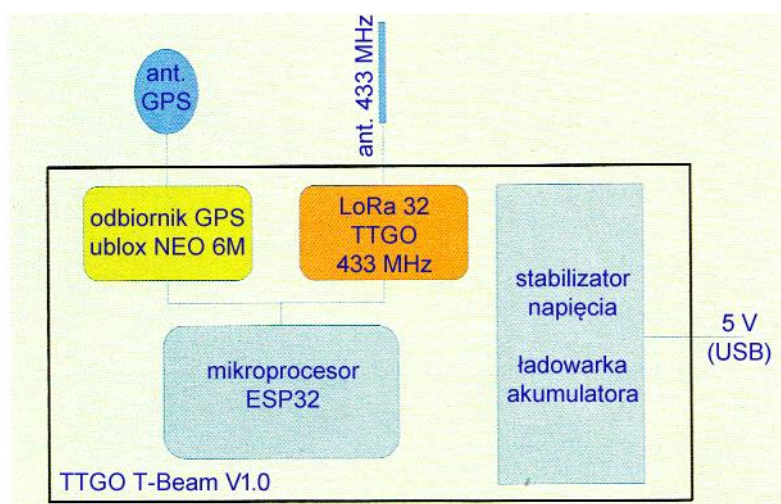 ant.
GPS
ant. 433 MHz
odbiornik GPS
ublox NEO 6M
LoRa 32
TTGO
433 MHz
stabilizator
napięcia
ładowarka
akumulatora
5 V
(USB)
mikroprocesor
ESP32
TTGO T-Beam V1.0